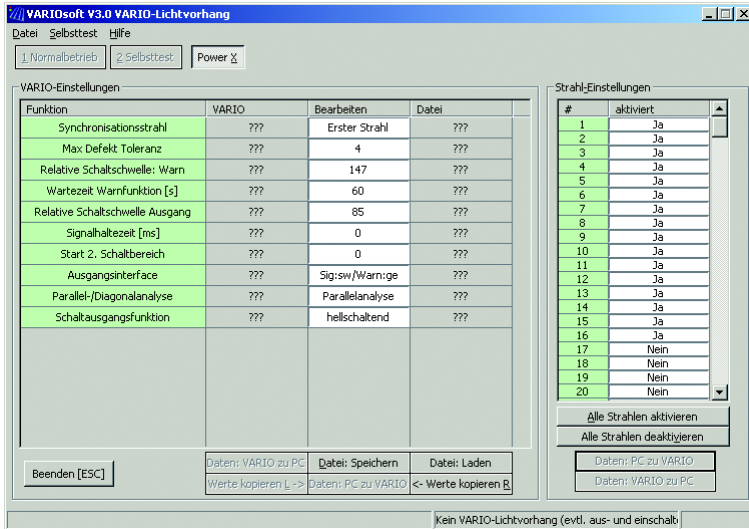 VARIOsoft V3.0 VARIO-Lichtvorhang
Datei Selbsttest Hilfe
1 Normalbetrieb 2 Selbsttest Power X
VARIO-Einstellungen
Funktion VARIO Bearbeiten Datei
Synchronisationsstrahl ??? Erster Strahl ???
Max Defekt Toleranz ??? 4 ???
Relative Schaltschwelle: Warn ??? 147 ???
Wartezeit Warnfunktion [s] ??? 60 ???
Relative Schaltschwelle Ausgang ??? 85 ???
Signalhaltezeit [ms] ??? 0 ???
Start 2. Schaltbereich ??? 0 ???
Ausgangsinterface ??? Sig:sw/Warn:ge ???
Parallel-/Diagonalanalyse ??? Parallelanalyse ???
Schaltausgangsfunktion ??? hellschaltend ???
Beenden [ESC]
Daten: VARIO zu PC Datei: Speichern Datei: Laden
Werte kopieren L -> Daten: PC zu VARIO <- Werte kopieren R
Strahl-Einstellungen
# aktiviert
1 Ja
2 Ja
3 Ja
4 Ja
5 Ja
6 Ja
7 Ja
8 Ja
9 Ja
10 Ja
11 Ja
12 Ja
13 Ja
14 Ja
15 Ja
16 Ja
17 Nein
18 Nein
19 Nein
20 Nein
Alle Strahlen aktivieren
Alle Strahlen deaktivieren
Daten: PC zu VARIO
Daten: VARIO zu PC
Kein VARIO-Lichtvorhang (evtl. aus- und einschalt